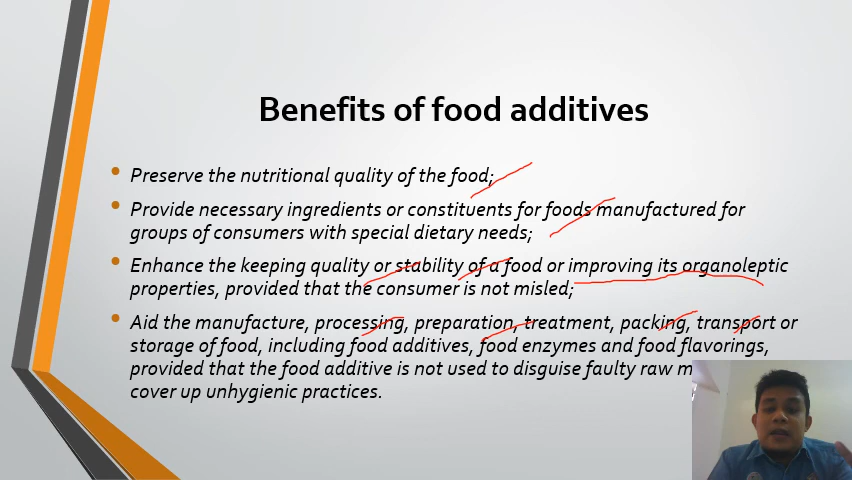 Benefits of food additives
Preserve the nutritional quality of the food;
Provide necessary ingredients or constituents for foods manufactured for
groups of consumers with special dietary needs;
Enhance the keeping quality or stability of a food or improving its organoleptic
properties, provided that the consumer is not misled;
Aid the manufacture, processing, preparation, treatment, packing, transport or
storage of food, including food additives, food enzymes and food flavorings,
provided that the food additive is not used to disguise faulty raw
cover up unhygienic practices.